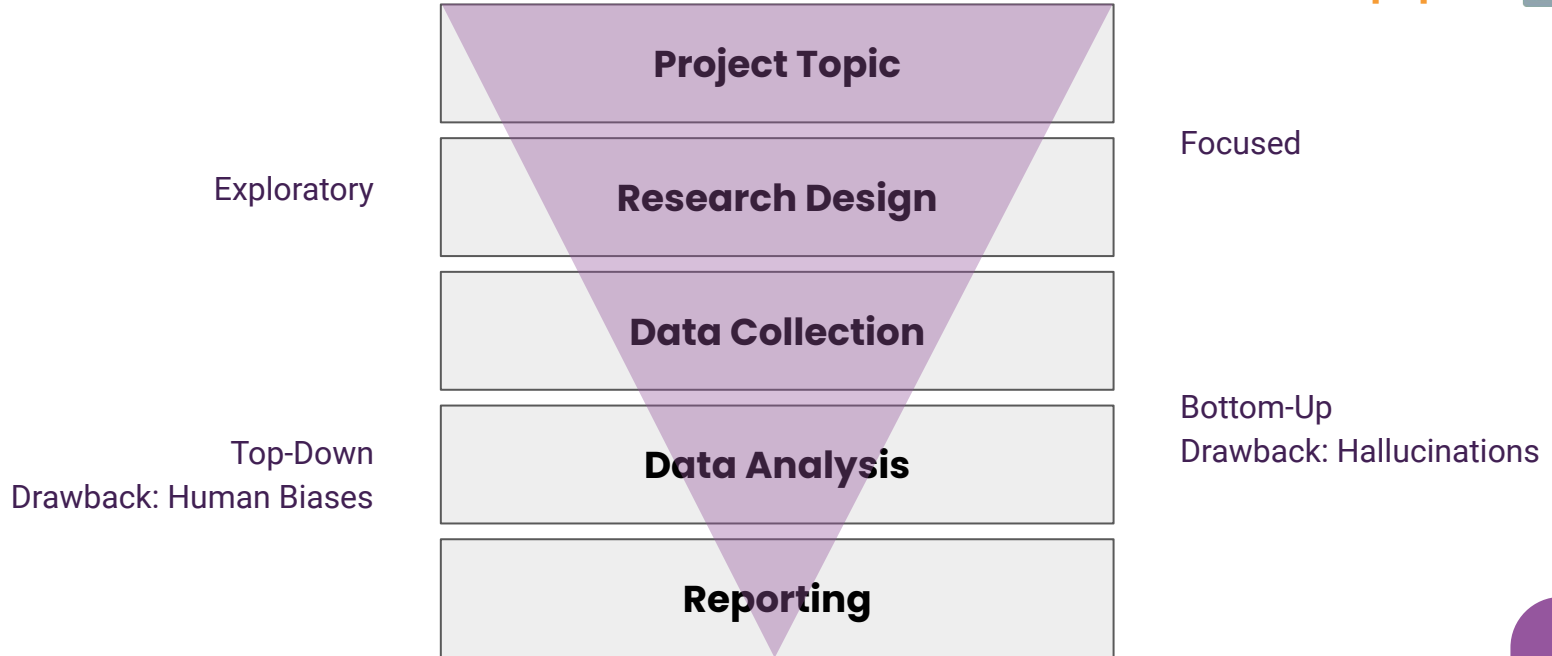 Project Topic
Focused
Exploratory
Research Design
Data Collection
Bottom-Up
Drawback: Hallucinations
Top-Down
Drawback: Human Biases
Data Analysis
Reporting